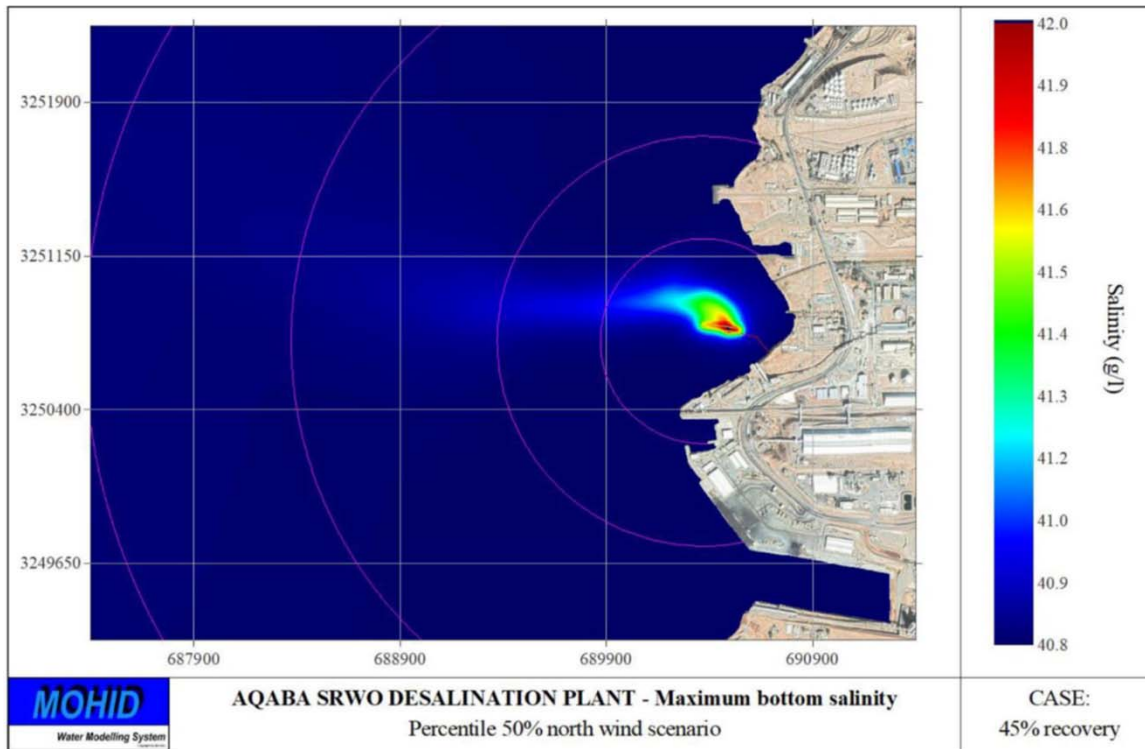 3251900
3251150
3250400
3249650
687900
688900
689900
690900
42.0
41.9
41.8
41.6
41.5
41.4
41.3
41.2
41.0
40.9
40.8
Salinity (g/l)
MOHID
Water Modelling System
AQABA SRWO DESALINATION PLANT - Maximum bottom salinity
Percentile 50% north wind scenario
CASE:
45% recovery